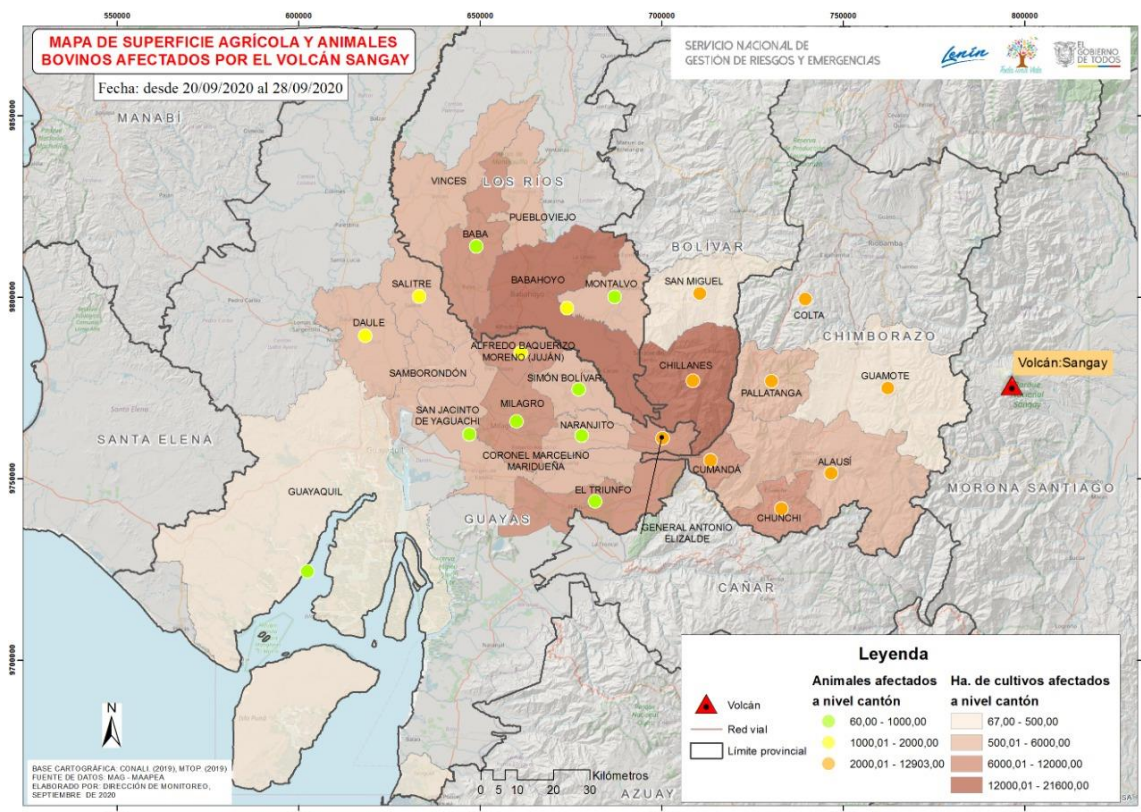 550000 600000 650000 700000 750000 800000
MAPA DE SUPERFICIE AGRÍCOLA Y ANIMALES
BOVINOS AFECTADOS POR EL VOLCÁN SANGAY
Fecha: desde 20/09/2020 al 28/09/2020
SERVICIO NACIONAL DE
GESTIÓN DE RIESGOS Y EMERGENCIAS
Lenín
EL
GOBIERNO
DE TODOS
9850000
9800000
9750000
9700000
MANABÍ
VINCES
LOS RÍOS
PUEBLOVIEJO
BABA
BOLÍVAR
BABAHOYO
MONTALVO
SAN MIGUEL
SALITRE
COLTA
DAULE
CHIMBORAZO
ALFREDO BAQUERIZO
MORENO (JUJÁN)
SAMBORONDÓN
SIMÓN BOLÍVAR
CHILLANES
PALLATANGA
GUAMOTE
Volcán:Sangay
SAN JACINTO
DE YAGUACHI
MILAGRO
NARANJITO
SANTA ELENA
CORONEL MARCELINO
MARIDUEÑA
CUMANDÁ
ALAUSÍ
GUAYAQUIL
EL TRIUNFO
MORONA SANTIAGO
GUAYAS
GENERAL ANTONIO
ELIZALDE
CHUNCHI
CAÑAR
AZUAY
N
BASE CARTOGRÁFICA: CONALI. (2019), MTOP. (2019)
FUENTE DE DATOS: MAG - MAAPEA
ELABORADO POR: DIRECCIÓN DE MONITOREO,
SEPTIEMBRE DE 2020
Kilómetros
0 5 10 20 30
Leyenda
Volcán
Red vial
Límite provincial
Animales afectados
a nivel cantón
60,00 - 1000,00
1000,01 - 2000,00
2000,01 - 12903,00
Ha. de cultivos afectados
a nivel cantón
67,00 - 500,00
500,01 - 6000,00
6000,01 - 12000,00
12000,01 - 21600,00